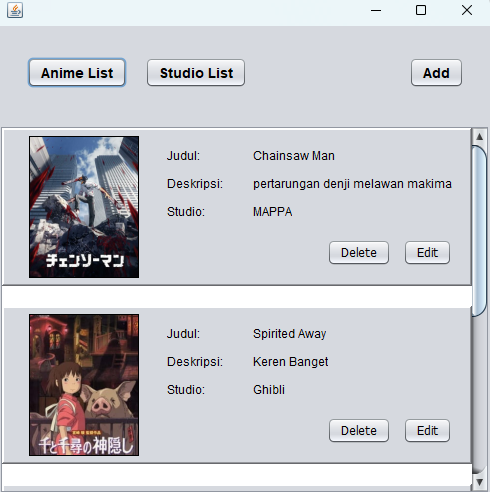 Anime List
Studio List
Add
チェンソーマン
Judul: Chainsaw Man
Deskripsi: pertarungan denji melawan makima
Studio: MAPPA
Delete
Edit
千と千尋の神隠し
Judul: Spirited Away
Deskripsi: Keren Banget
Studio: Ghibli
Delete
Edit